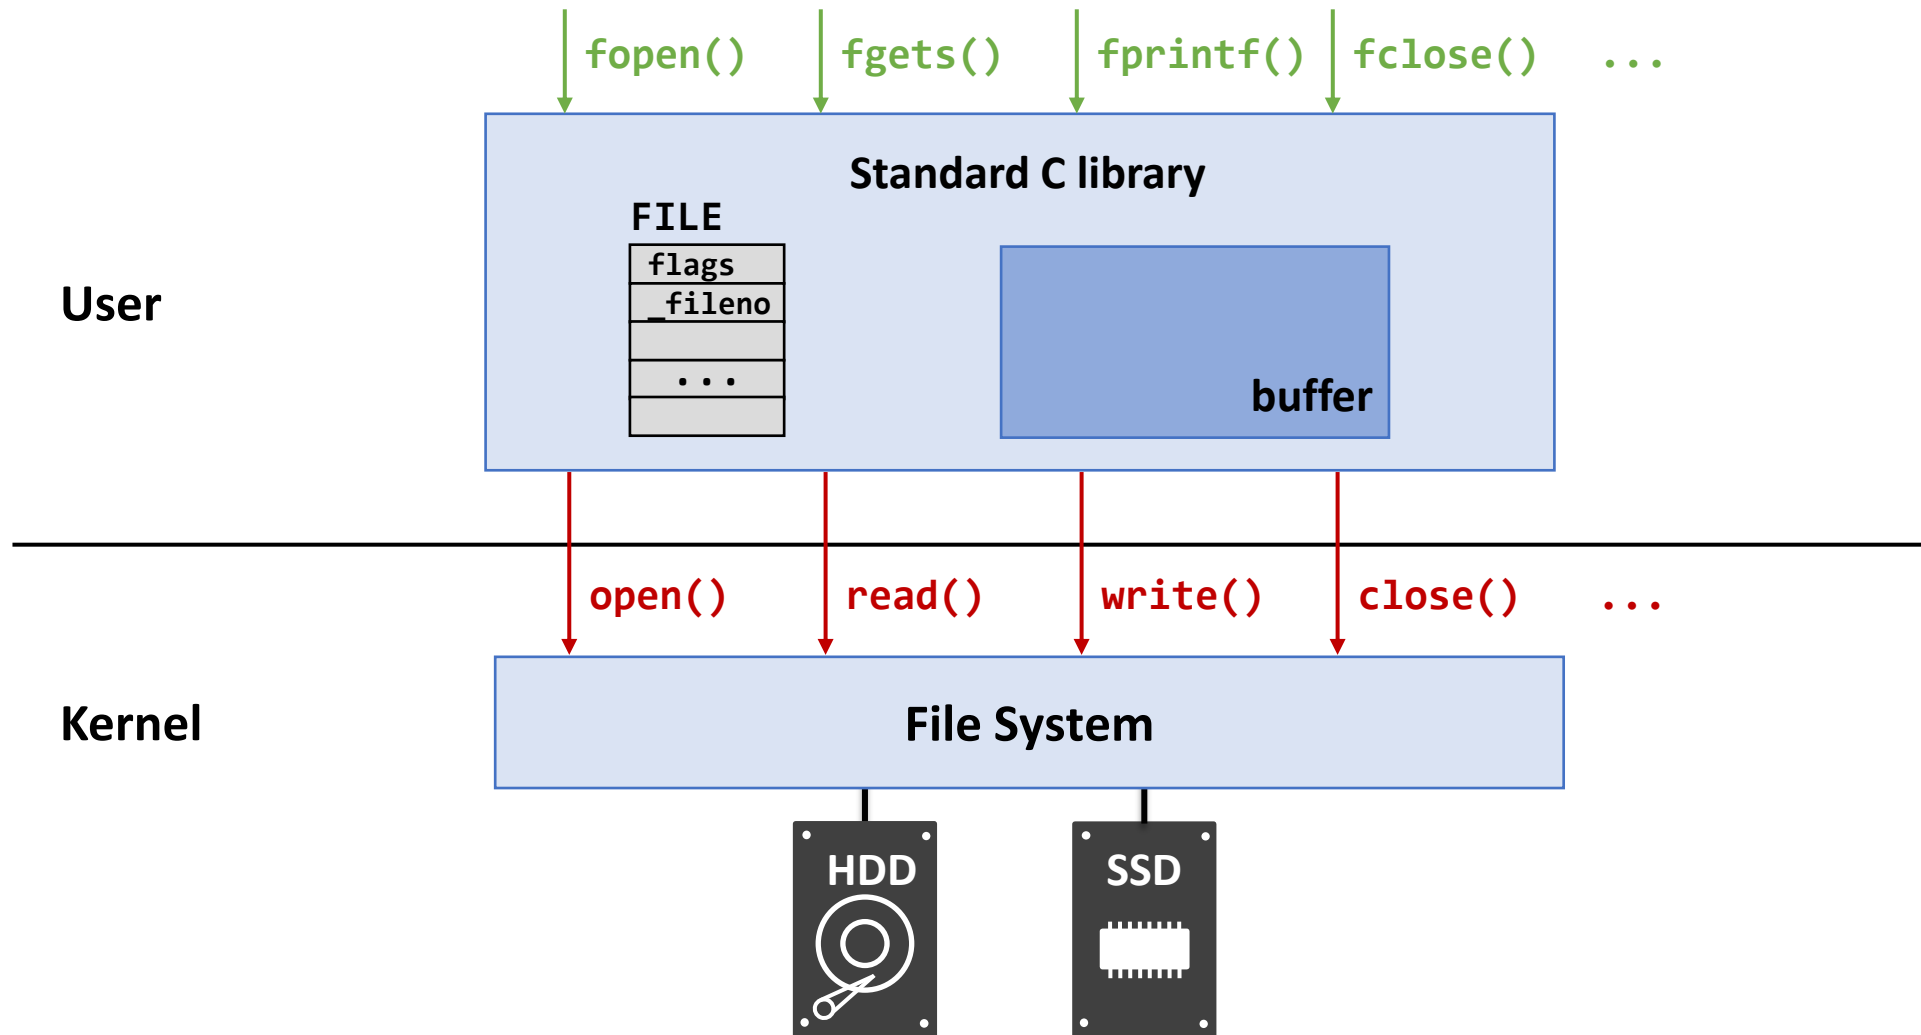 fopen() fgets() fprintf() fclose() ...
Standard C library
FILE
flags
_fileno
...
buffer
User
open() read() write() close() ...
Kernel
File System
HDD SSD